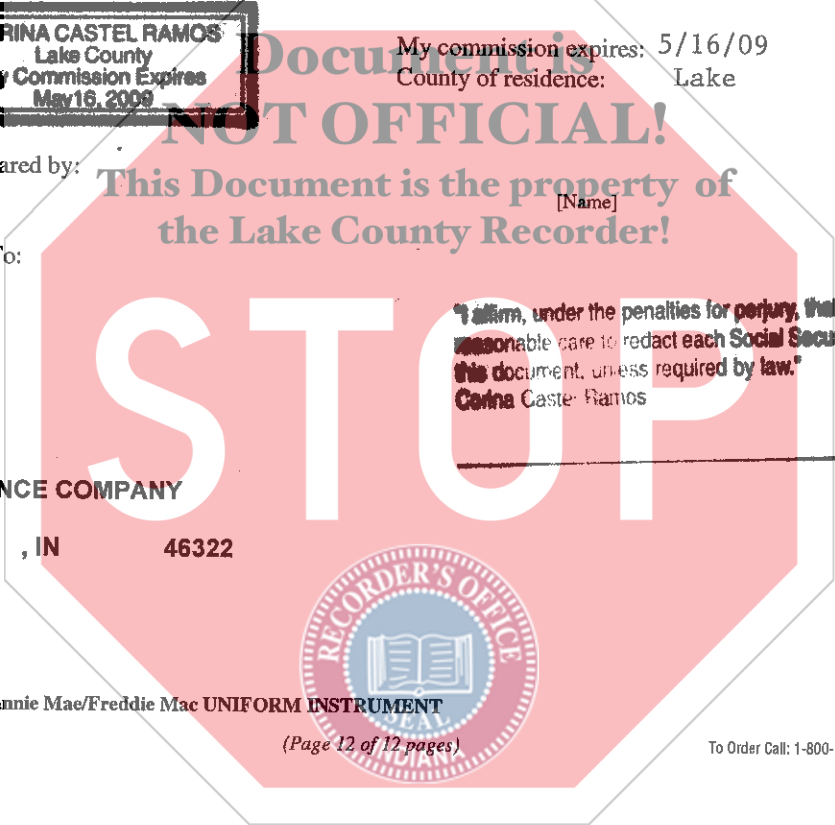 RINA CASTEL RAMOS
Lake County
Commission Expires
May 16, 2009
My commission expires: 5/16/09
County of residence: Lake
Document is
NOT OFFICIAL!
ared by:
This Document is the property of
[Name]
the Lake County Recorder!
o:
STOP
"I affirm, under the penalties for perjury, that
reasonable care to redact each Social Secu
this document, unless required by law."
Carina Castel Ramos
NCE COMPANY
, IN 46322
RECORDER'S OFFICE
SEAL
INDIANA
nnie Mae/Freddie Mac UNIFORM INSTRUMENT
(Page 12 of 12 pages)
To Order Call: 1-800-